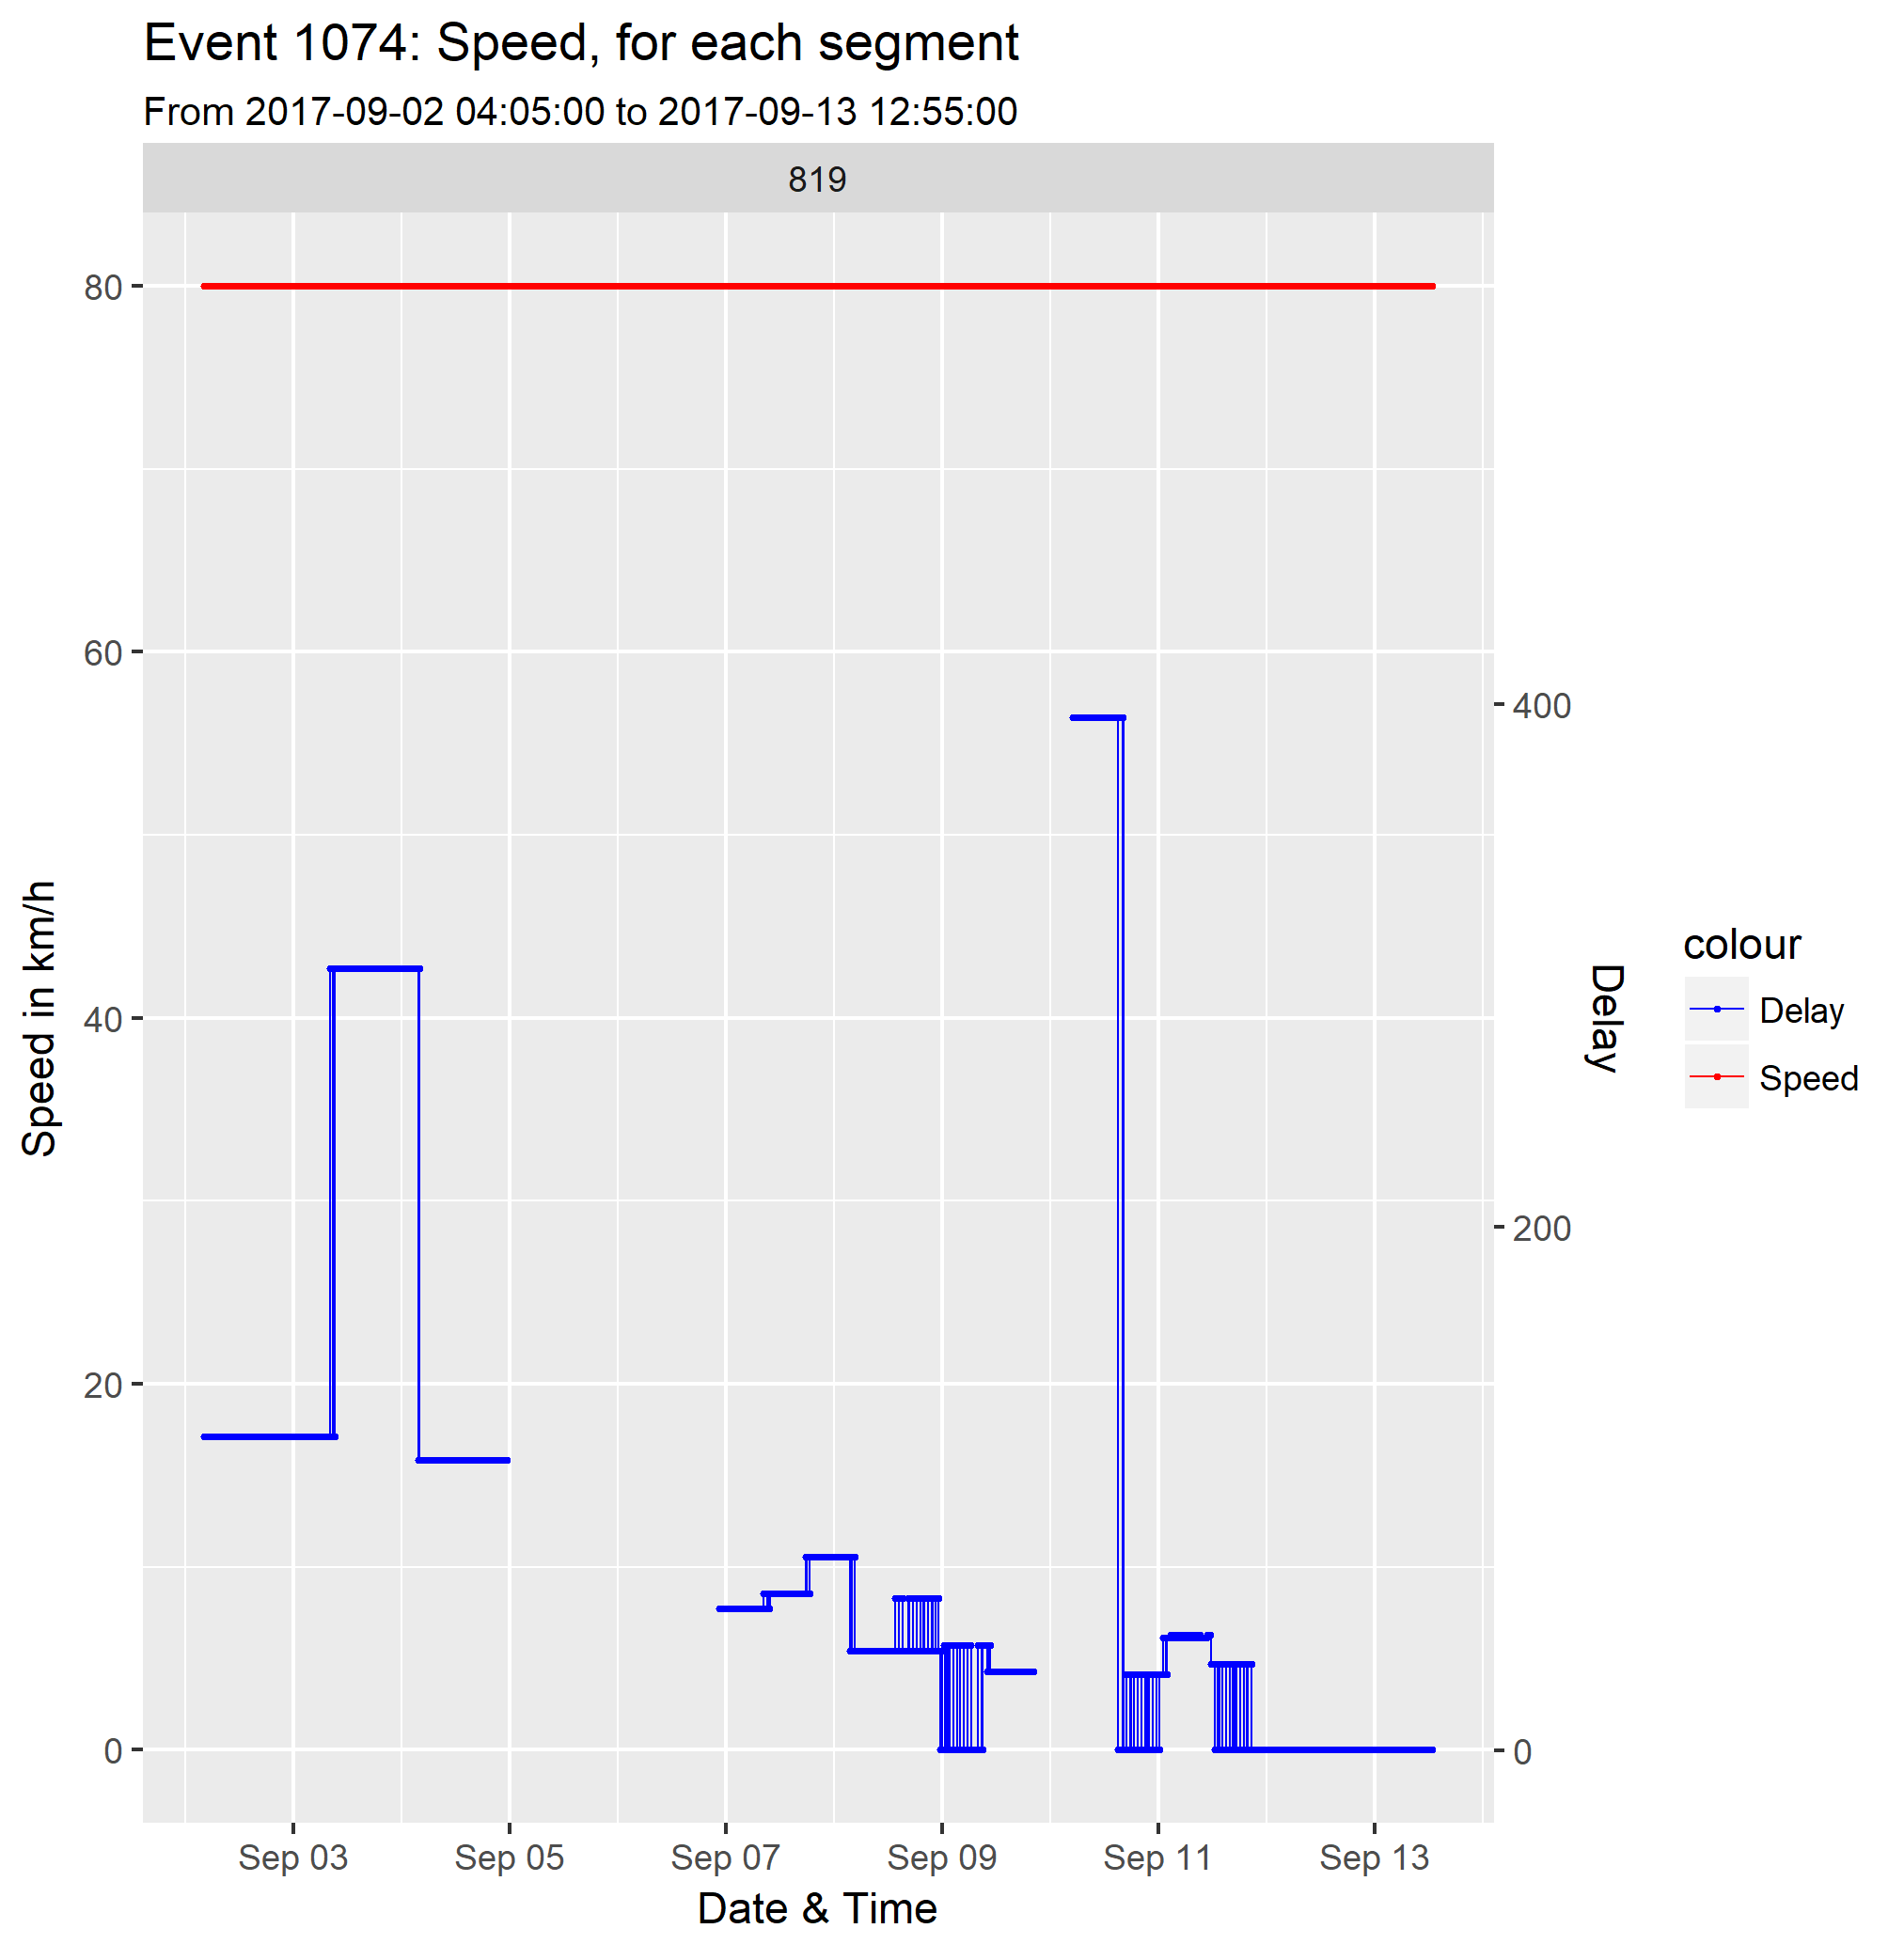 Event 1074: Speed, for each segment
From 2017-09-02 04:05:00 to 2017-09-13 12:55:00
819
80
60
40
20
0
Speed in km/h
400
200
0
Delay
colour
Delay
Speed
Sep 03
Sep 05
Sep 07
Sep 09
Sep 11
Sep 13
Date & Time